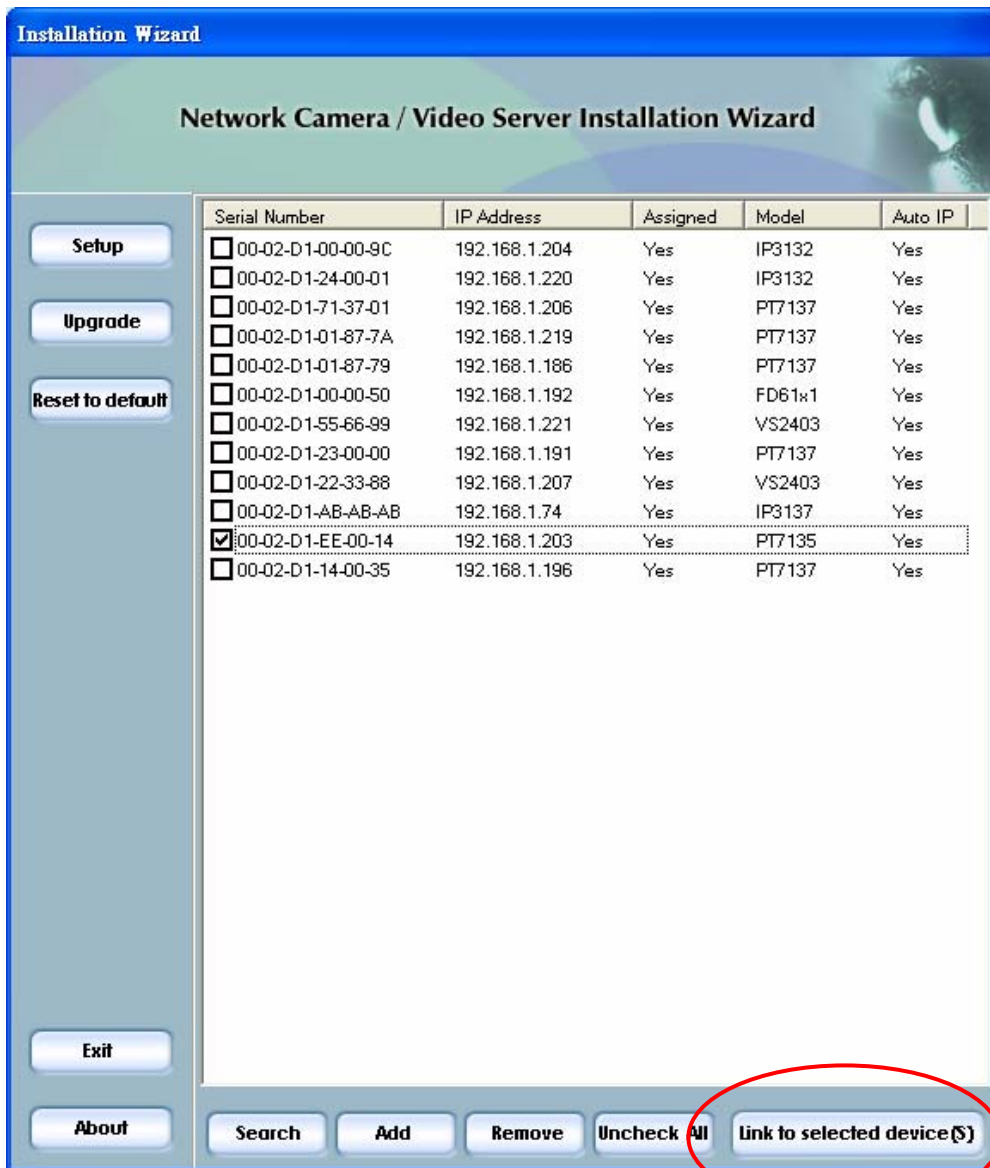 Installation Wizard
Network Camera / Video Server Installation Wizard
Setup
Upgrade
Reset to default
Exit
About
Serial Number IP Address Assigned Model Auto IP
00-02-D1-00-00-9C 192.168.1.204 Yes IP3132 Yes
00-02-D1-24-00-01 192.168.1.220 Yes IP3132 Yes
00-02-D1-71-37-01 192.168.1.206 Yes PT7137 Yes
00-02-D1-01-87-7A 192.168.1.219 Yes PT7137 Yes
00-02-D1-01-87-79 192.168.1.186 Yes PT7137 Yes
00-02-D1-00-00-50 192.168.1.192 Yes FD61x1 Yes
00-02-D1-55-66-99 192.168.1.221 Yes VS2403 Yes
00-02-D1-23-00-00 192.168.1.191 Yes PT7137 Yes
00-02-D1-22-33-88 192.168.1.207 Yes VS2403 Yes
00-02-D1-AB-AB-AB 192.168.1.74 Yes IP3137 Yes
00-02-D1-EE-00-14 192.168.1.203 Yes PT7135 Yes
00-02-D1-14-00-35 192.168.1.196 Yes PT7137 Yes
Search Add Remove Uncheck All Link to selected device(S)